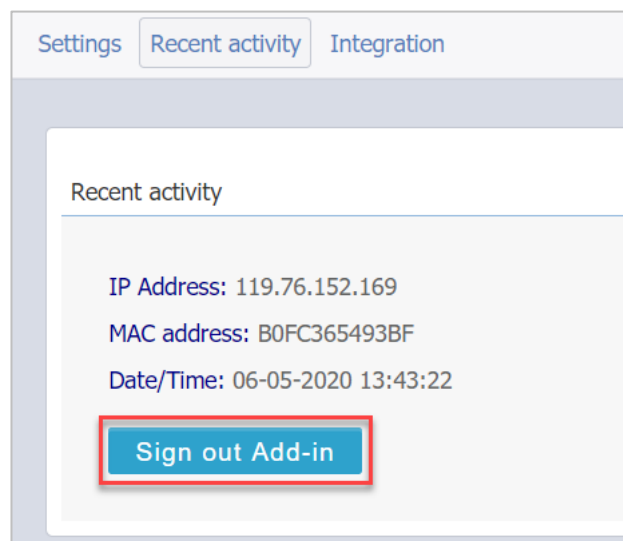 Settings Recent activity Integration
Recent activity
IP Address: 119.76.152.169
MAC address: B0FC365493BF
Date/Time: 06-05-2020 13:43:22
Sign out Add-in